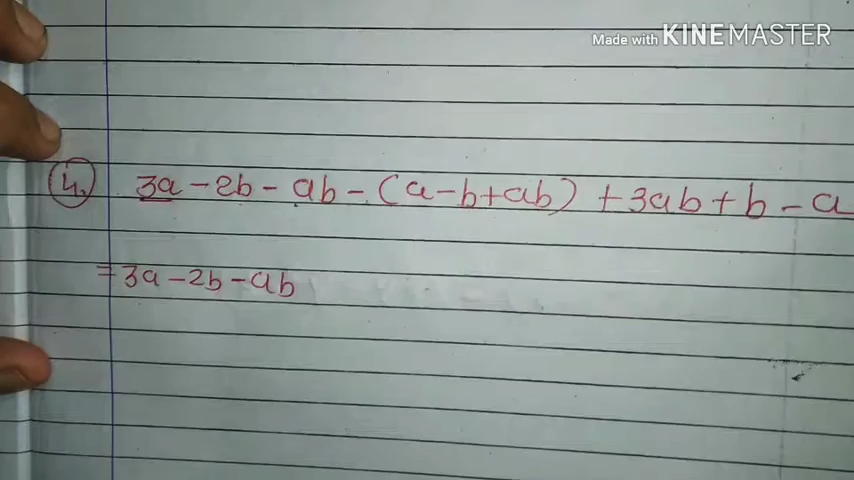 Made with KINEMASTER
4. 3a - 2b - ab - (a - b + ab) + 3ab + b - a
= 3a - 2b - ab